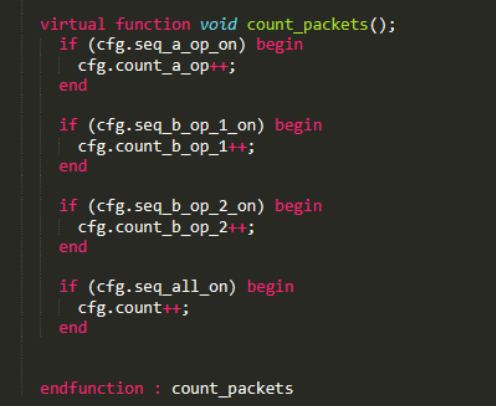 virtual function void count_packets();
if (cfg.seq_a_op_on) begin
cfg.count_a_op++;
end
if (cfg.seq_b_op_1_on) begin
cfg.count_b_op_1++;
end
if (cfg.seq_b_op_2_on) begin
cfg.count_b_op_2++;
end
if (cfg.seq_all_on) begin
cfg.count++;
end
endfunction : count_packets